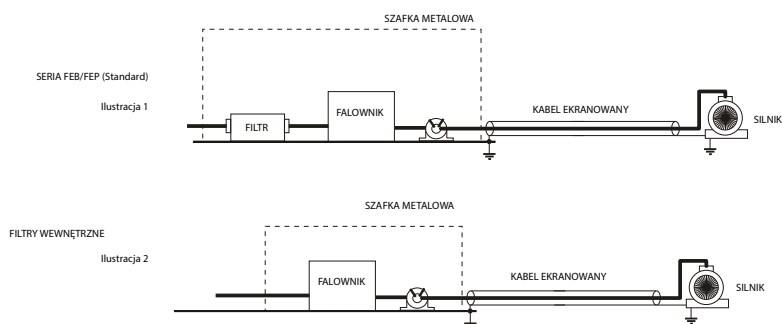 SZAFKA METALOWA
SERIA FEB/FEP (Standard)
Ilustracja 1
FILTR
FALOWNIK
KABEL EKRANOWANY
SILNIK
SZAFKA METALOWA
FILTRY WEWNĘTRZNE
Ilustracja 2
FALOWNIK
KABEL EKRANOWANY
SILNIK